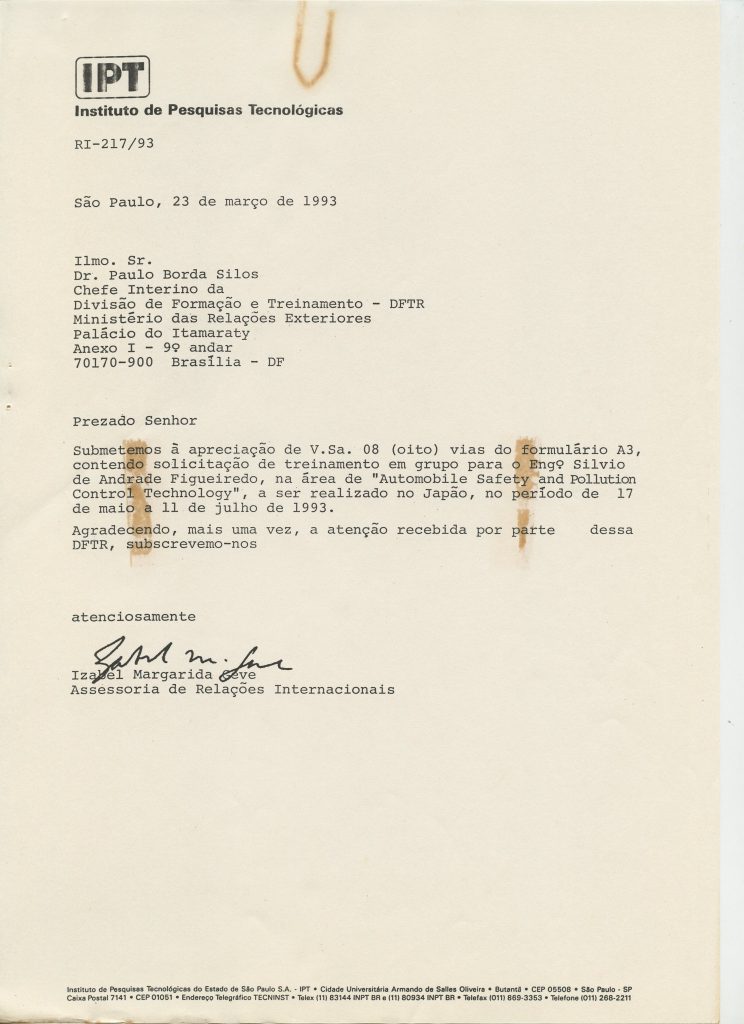 IPT
Instituto de Pesquisas Tecnológicas
RI-217/93
São Paulo, 23 de março de 1993
Ilmo. Sr.
Dr. Paulo Borda Silos
Chefe Interino da
Divisão de Formação e Treinamento - DFTR
Ministério das Relações Exteriores
Palácio do Itamaraty
Anexo I - 9º andar
70170-900  Brasília - DF
Prezado Senhor
Submetemos à apreciação de V.Sa. 08 (oito) vias do formulário A3,
contendo solicitação de treinamento em grupo para o Engº Silvio
de Andrade Figueiredo, na área de "Automobile Safety and Pollution
Control Technology", a ser realizado no Japão, no período de 17
de maio a 11 de julho de 1993.
Agradecendo, mais uma vez, a atenção recebida por parte dessa
DFTR, subscrevemo-nos
atenciosamente
Izabel Margarida Seve
Assessoria de Relações Internacionais
Instituto de Pesquisas Tecnológicas do Estado de São Paulo S.A. - IPT • Cidade Universitária Armando de Salles Oliveira • Butantã • CEP 05508 • São Paulo - SP
Caixa Postal 7141 • CEP 01051 • Endereço Telegráfico TECNINST • Telex (11) 83144 INPT BR e (11) 80934 INPT BR • Telefax (011) 869-3353 • Telefone (011) 268-2211